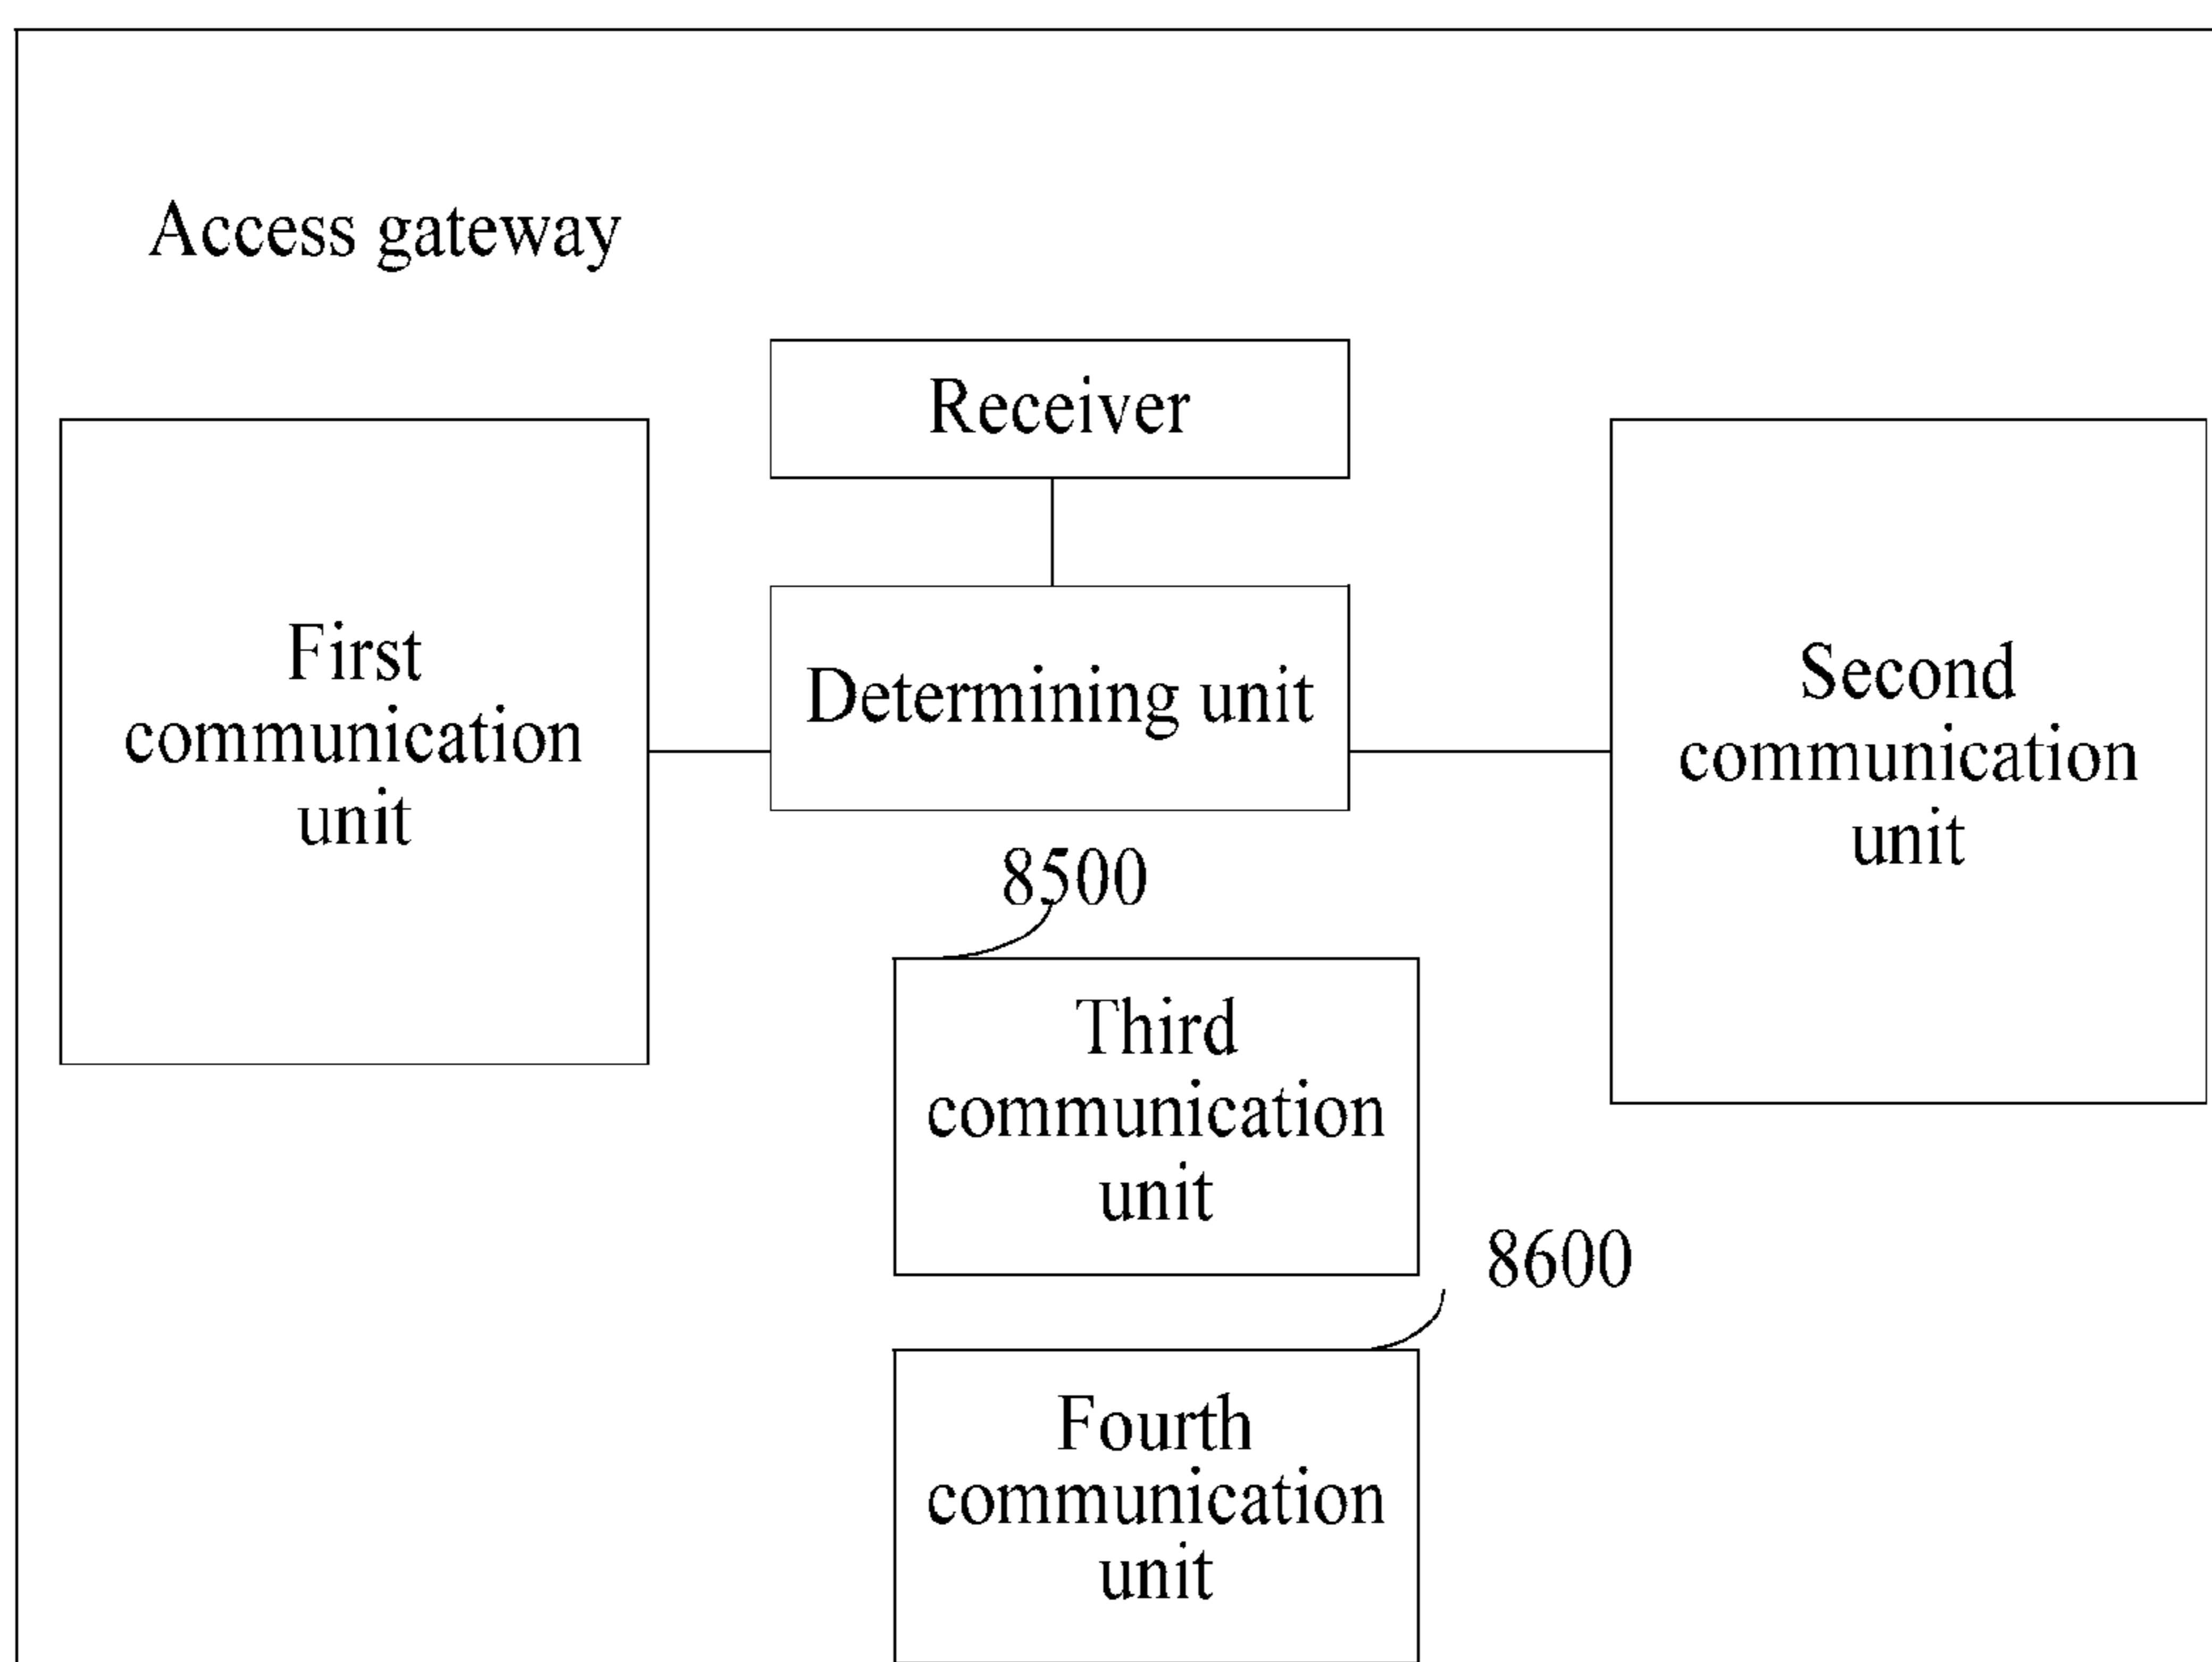 Access gateway
Receiver
First
communication
unit
Determining unit
Second
communication
unit
8500
Third
communication
unit
8600
Fourth
communication
unit